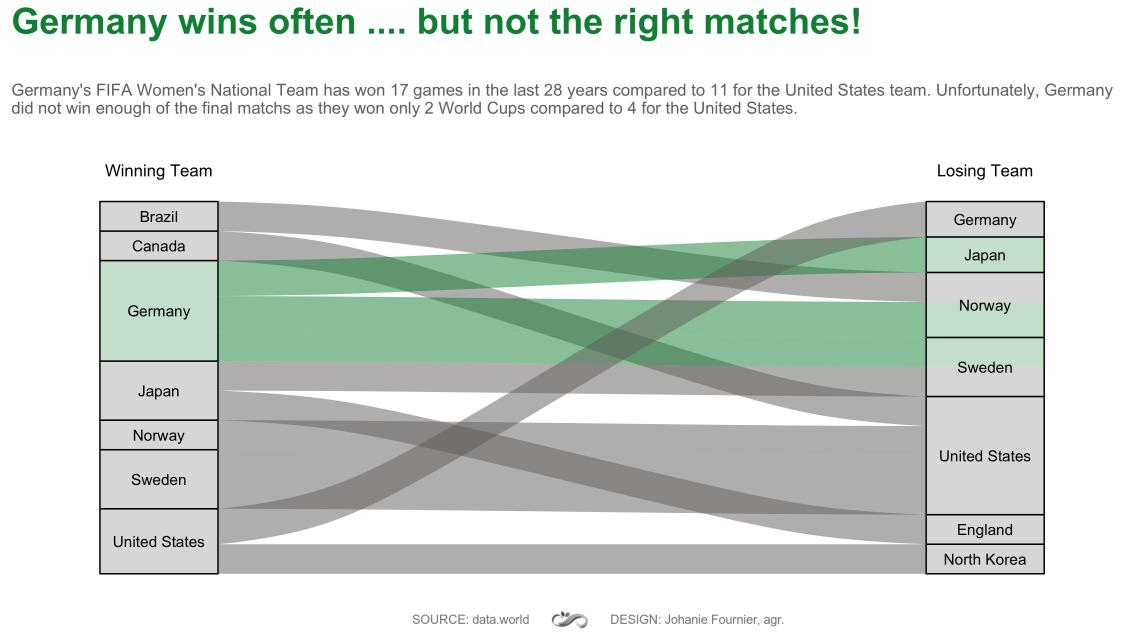 Germany wins often .... but not the right matches!
Germany's FIFA Women's National Team has won 17 games in the last 28 years compared to 11 for the United States team. Unfortunately, Germany
did not win enough of the final matchs as they won only 2 World Cups compared to 4 for the United States.
Winning Team
Losing Team
Brazil
Canada
Germany
Japan
Norway
Sweden
United States
Germany
Japan
Norway
Sweden
United States
England
North Korea
SOURCE: data.world
DESIGN: Johanie Fournier, agr.